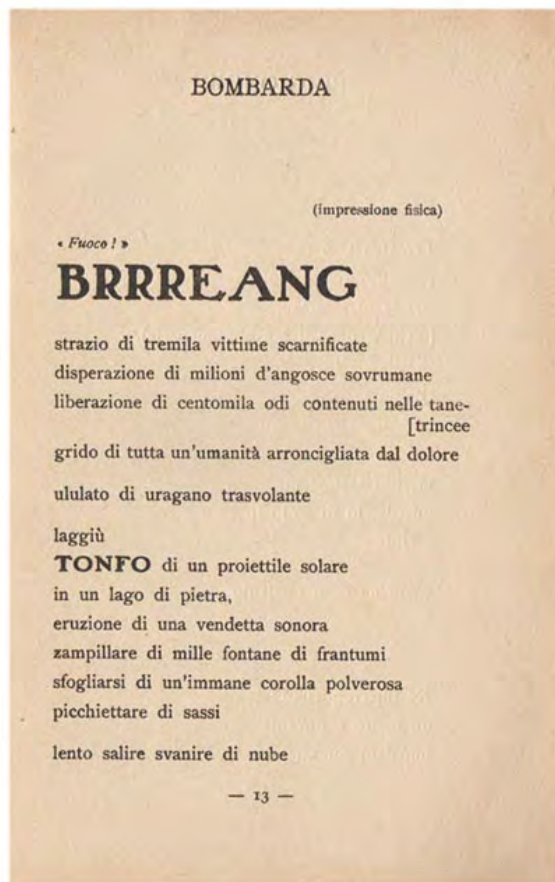 BOMBARDA
(impressione fisica)
« Fuoco ! »
BRRREANG
strazio di tremila vittime scarnificate
disperazione di milioni d'angosce sovrumane
liberazione di centomila odi contenuti nelle tane-
[trincee
grido di tutta un'umanità arroncigliata dal dolore
ululato di uragano trasvolante
laggiù
TONFO di un proiettile solare
in un lago di pietra,
eruzione di una vendetta sonora
zampillare di mille fontane di frantumi
sfogliarsi di un'immane corolla polverosa
picchiettare di sassi
lento salire svanire di nube
— 13 —